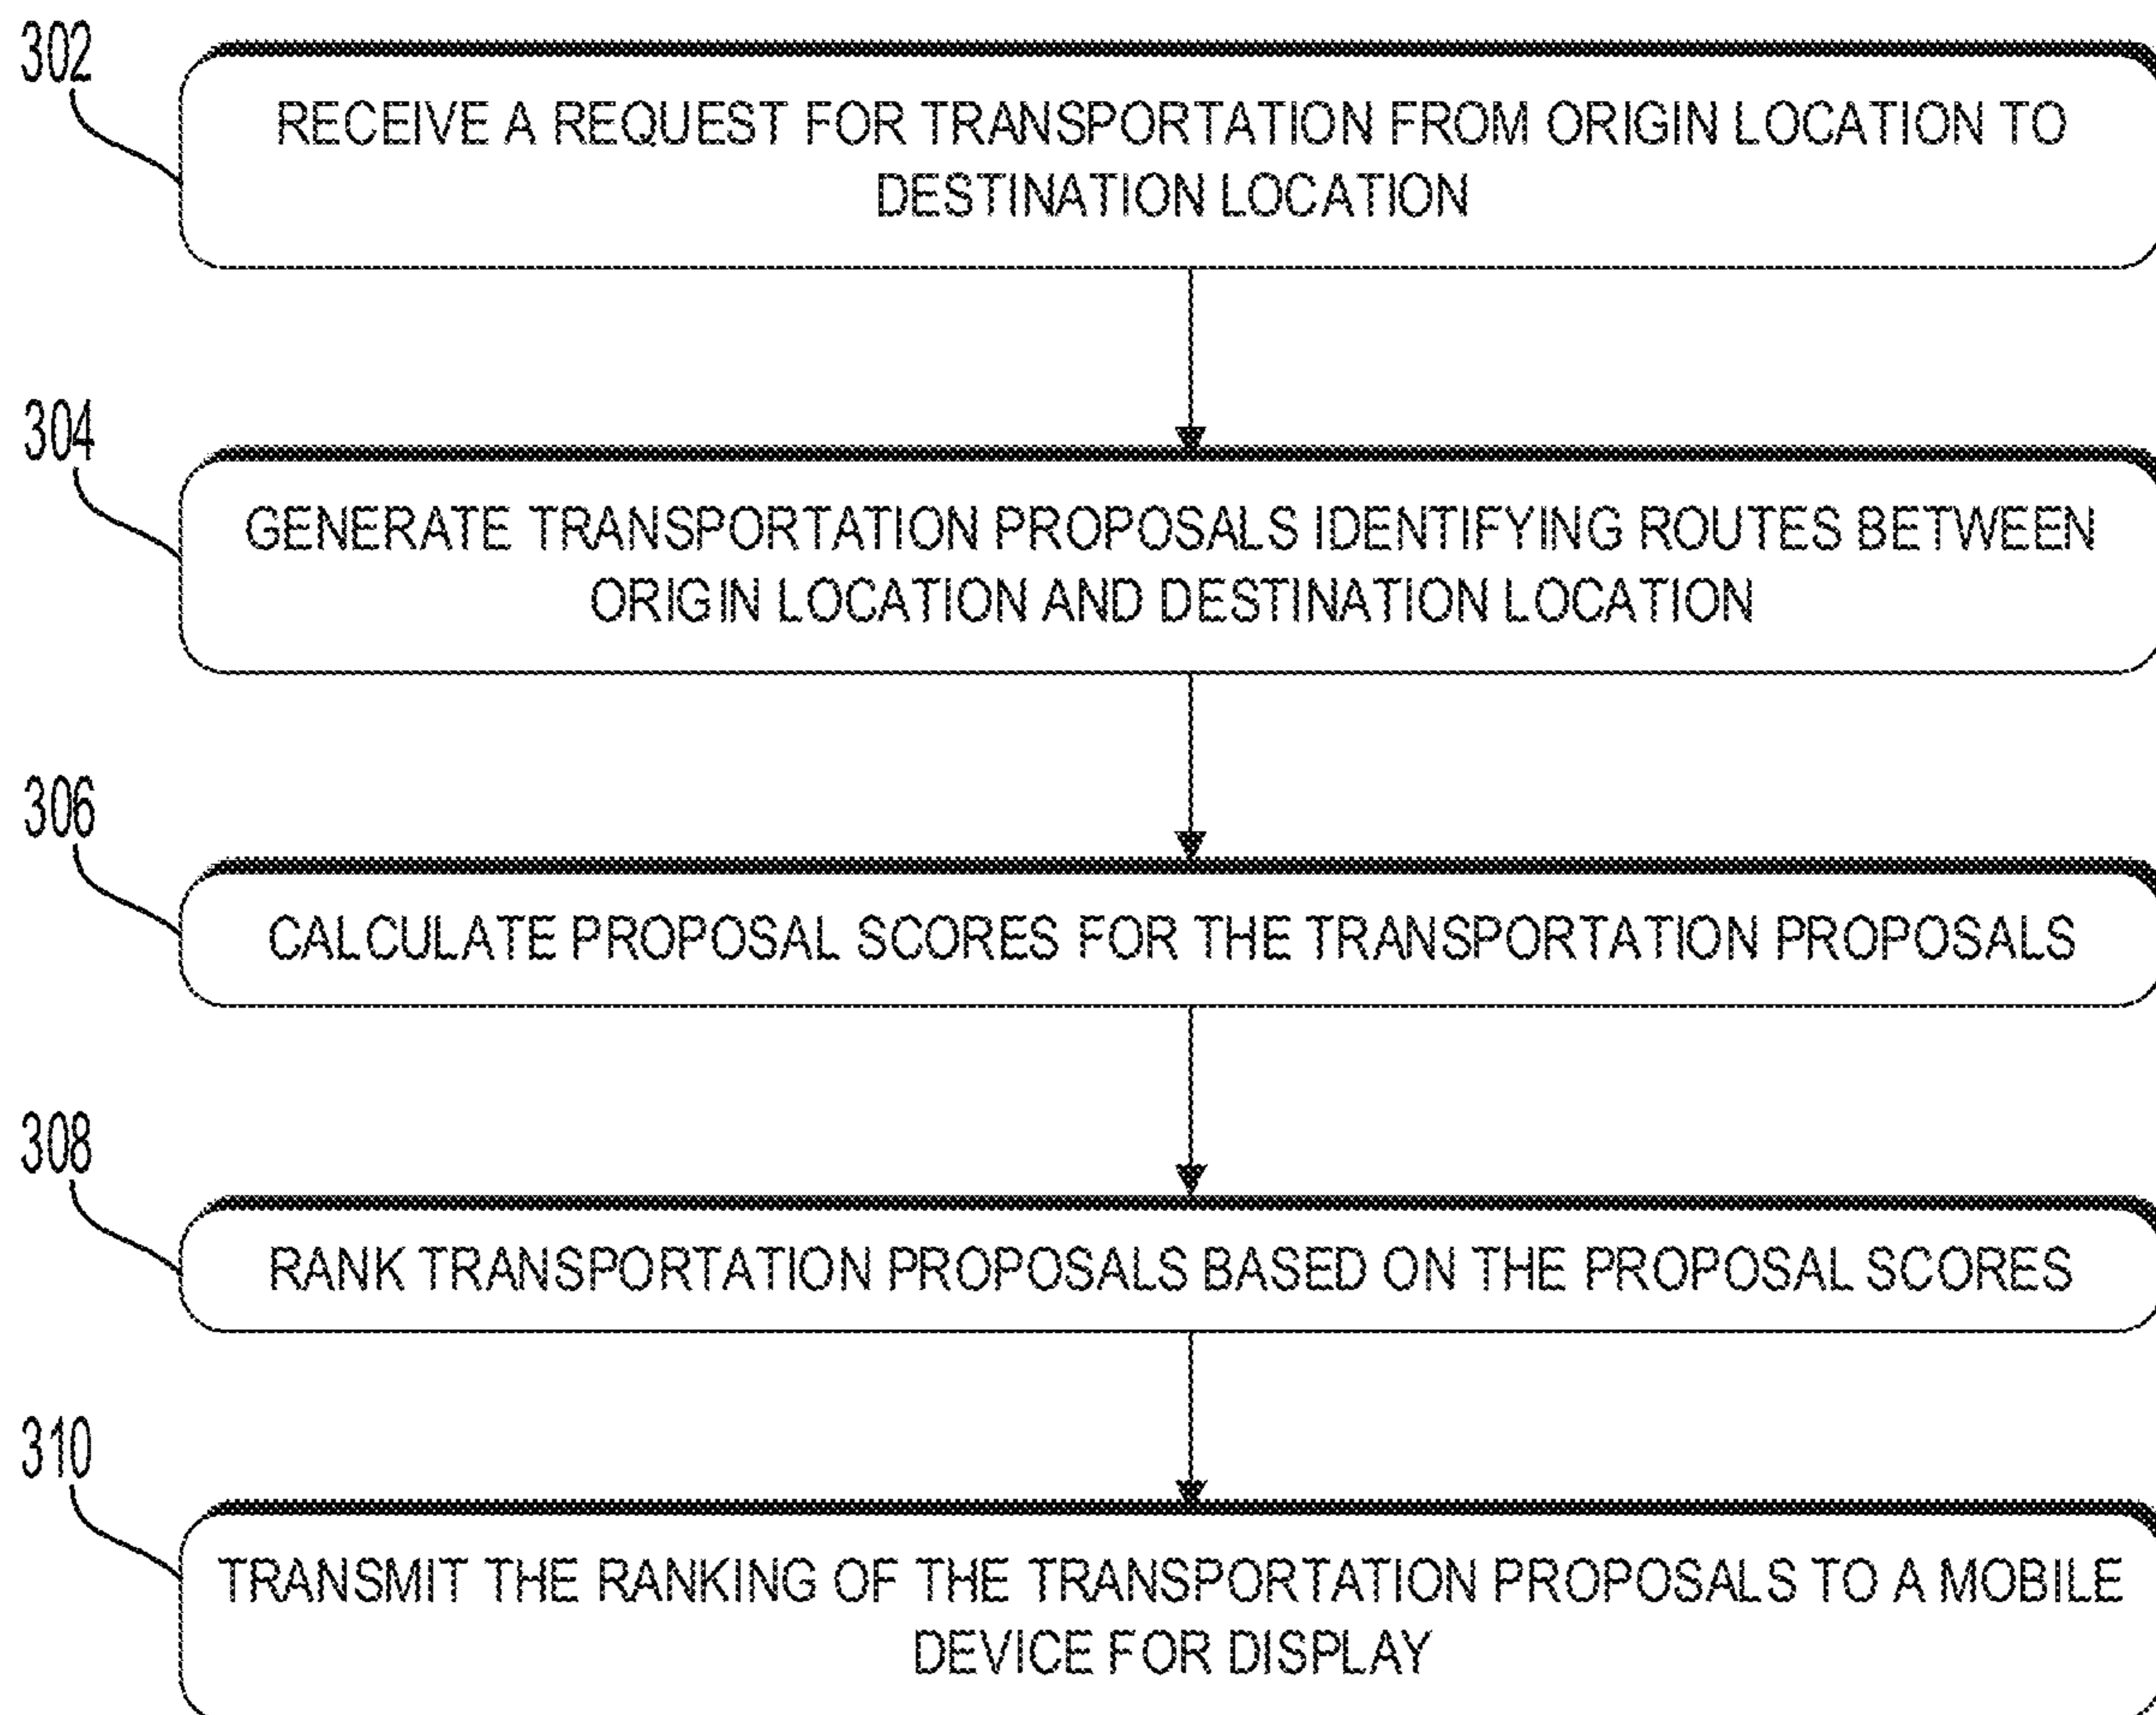 302
RECEIVE A REQUEST FOR TRANSPORTATION FROM ORIGIN LOCATION TO
DESTINATION LOCATION
304
GENERATE TRANSPORTATION PROPOSALS IDENTIFYING ROUTES BETWEEN
ORIGIN LOCATION AND DESTINATION LOCATION
306
CALCULATE PROPOSAL SCORES FOR THE TRANSPORTATION PROPOSALS
308
RANK TRANSPORTATION PROPOSALS BASED ON THE PROPOSAL SCORES
310
TRANSMIT THE RANKING OF THE TRANSPORTATION PROPOSALS TO A MOBILE
DEVICE FOR DISPLAY